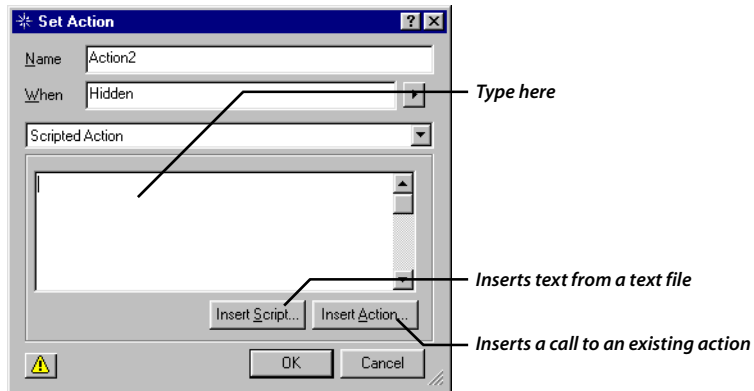 Set Action
Name Action2
When Hidden
Type here
Scripted Action
Inserts text from a text file
Insert Script... Insert Action...
Inserts a call to an existing action
OK Cancel